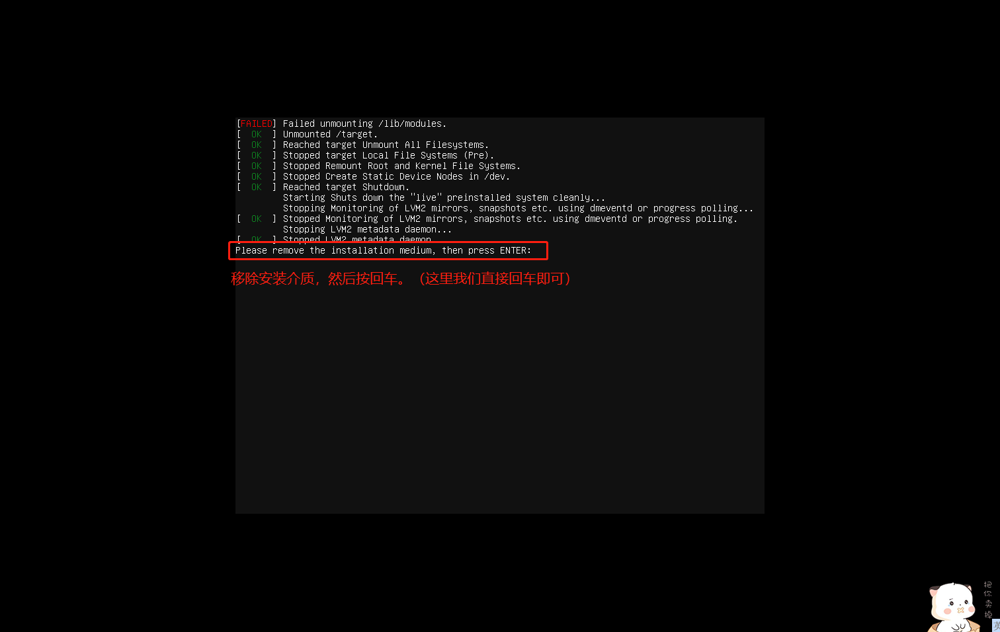 [FAILED] Failed unmounting /lib/modules.
[  OK  ] Unmounted /target.
[  OK  ] Reached target Unmount All Filesystems.
[  OK  ] Stopped target Local File Systems (Pre).
[  OK  ] Stopped Remount Root and Kernel File Systems.
[  OK  ] Stopped Create Static Device Nodes in /dev.
[  OK  ] Reached target Shutdown.
Starting Shuts down the "live" preinstalled system cleanly...
Stopping Monitoring of LVM2 mirrors, snapshots etc. using dmeventd or progress polling...
[  OK  ] Stopped Monitoring of LVM2 mirrors, snapshots etc. using dmeventd or progress polling.
Stopping LVM2 metadata daemon...
[  OK  ] Stopped LVM2 metadata daemon.
Please remove the installation medium, then press ENTER:
移除安装介质，然后按回车。（这里我们直接回车即可）
把你卖掉
英